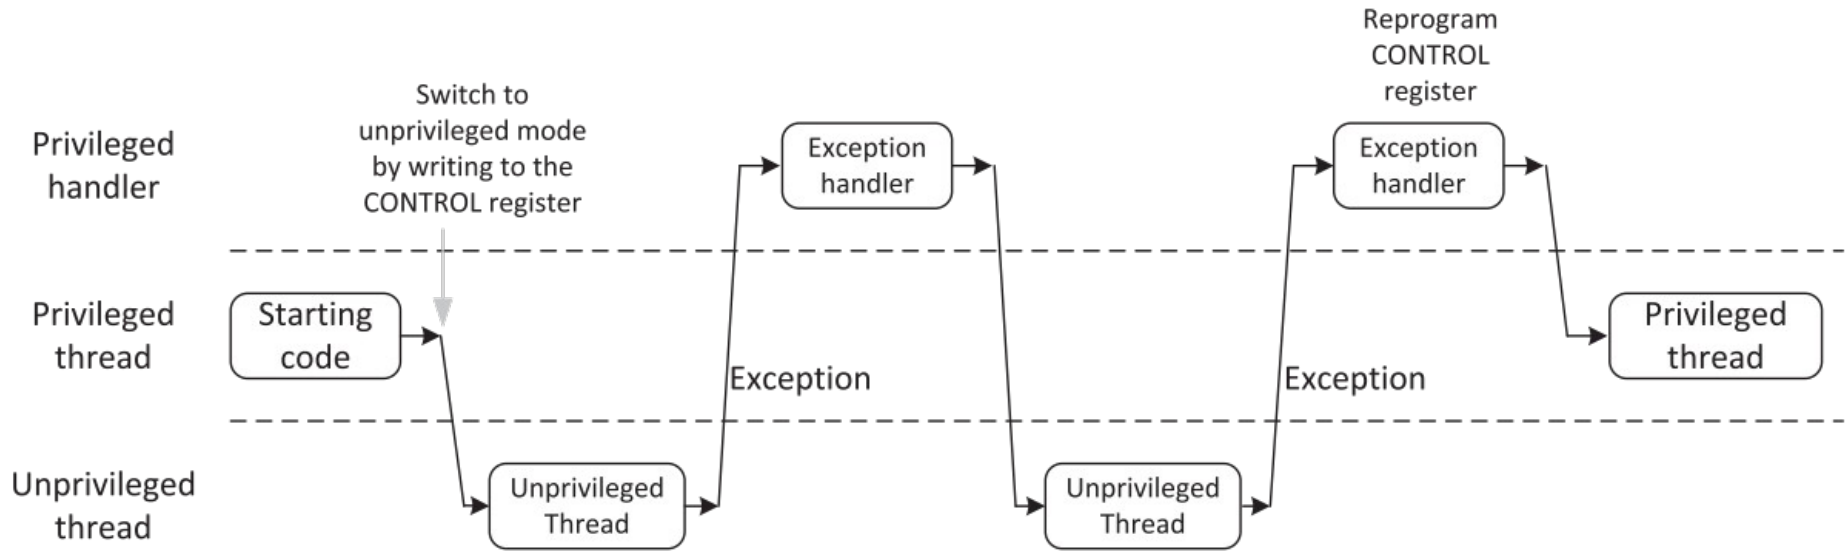 Reprogram
CONTROL
register
Switch to
unprivileged mode
by writing to the
CONTROL register
Privileged
handler
Exception
handler
Exception
handler
Privileged
thread
Starting
code
Exception
Exception
Privileged
thread
Unprivileged
thread
Unprivileged
Thread
Unprivileged
Thread